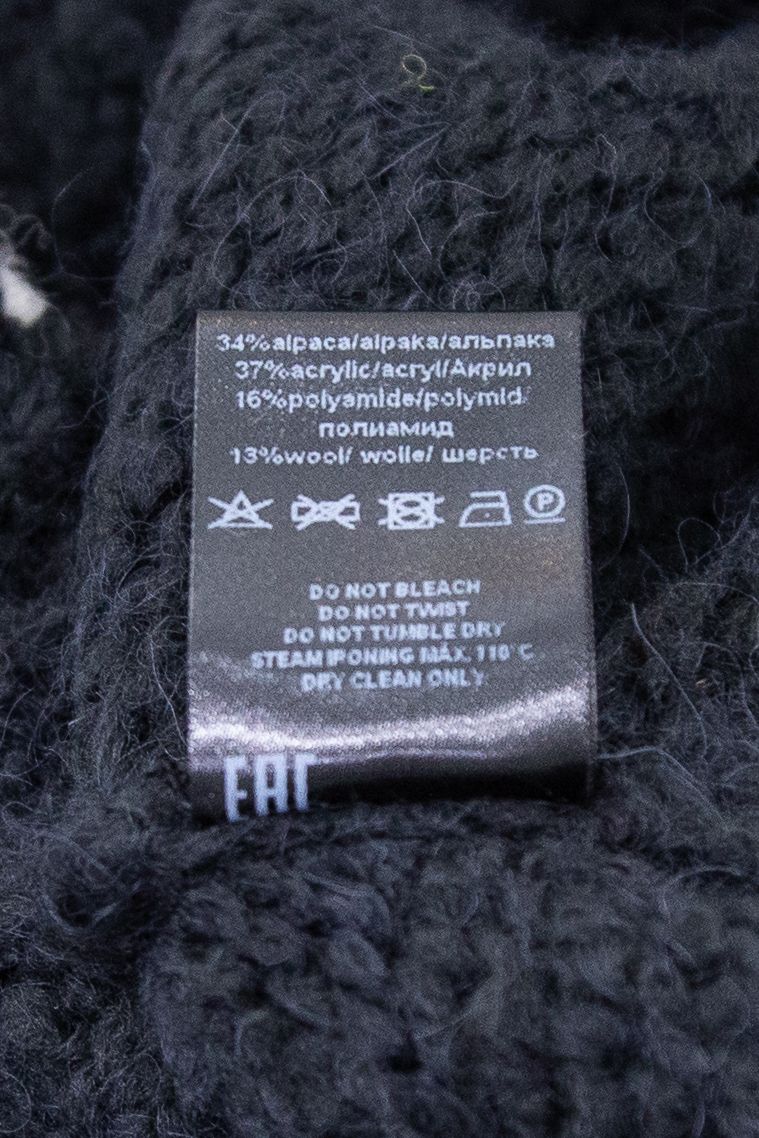 34%alpaca/alpaka/альпака
37%acrylic/acryl/Акрил
16%polyamide/polymid/
полиамид
13%wool/ wolle/ шерсть
P
DO NOT BLEACH
DO NOT TWIST
DO NOT TUMBLE DRY
STEAM IRONING MAX. 110°C
DRY CLEAN ONLY
EAC